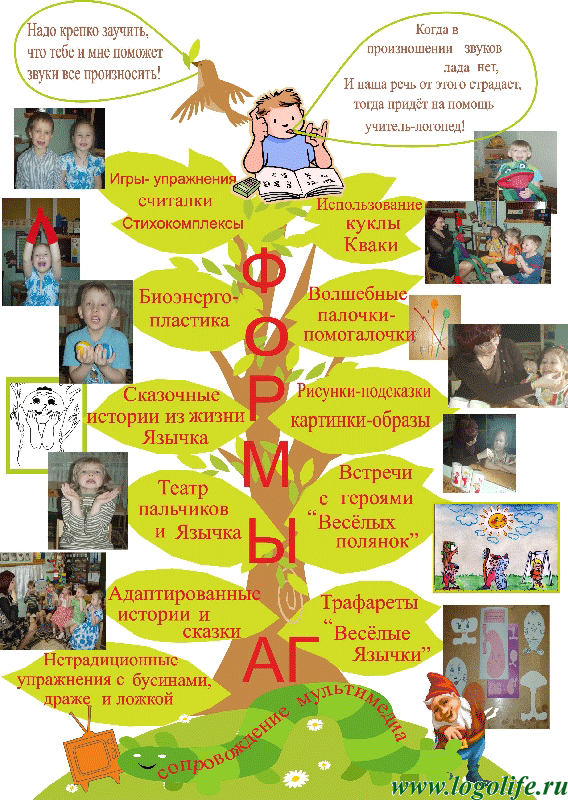 Надо крепко заучить,
что тебе и мне поможет
звуки все произносить!
Когда в
произношении звуков
лада нет,
И наша речь от этого страдает,
тогда придёт на помощь
учитель-логопед!
Игры- упражнения
считалки
Стихокомплексы
Использование
куклы
Кваки
Биоэнерго-
пластика
Волшебные
палочки-
помогалочки
Сказочные
истории из жизни
Язычка
Рисунки-подсказки
картинки-образы
Театр
пальчиков
и Язычка
Встречи
с героями
“Весёлых
полянок”
Адаптированные
истории и
сказки
Трафареты
“Весёлые
Язычки”
Нетрадиционные
упражнения с бусинами,
драже и ложкой
ФОРМЫ
АГ
сопровождение мультимедиа
www.logolife.ru